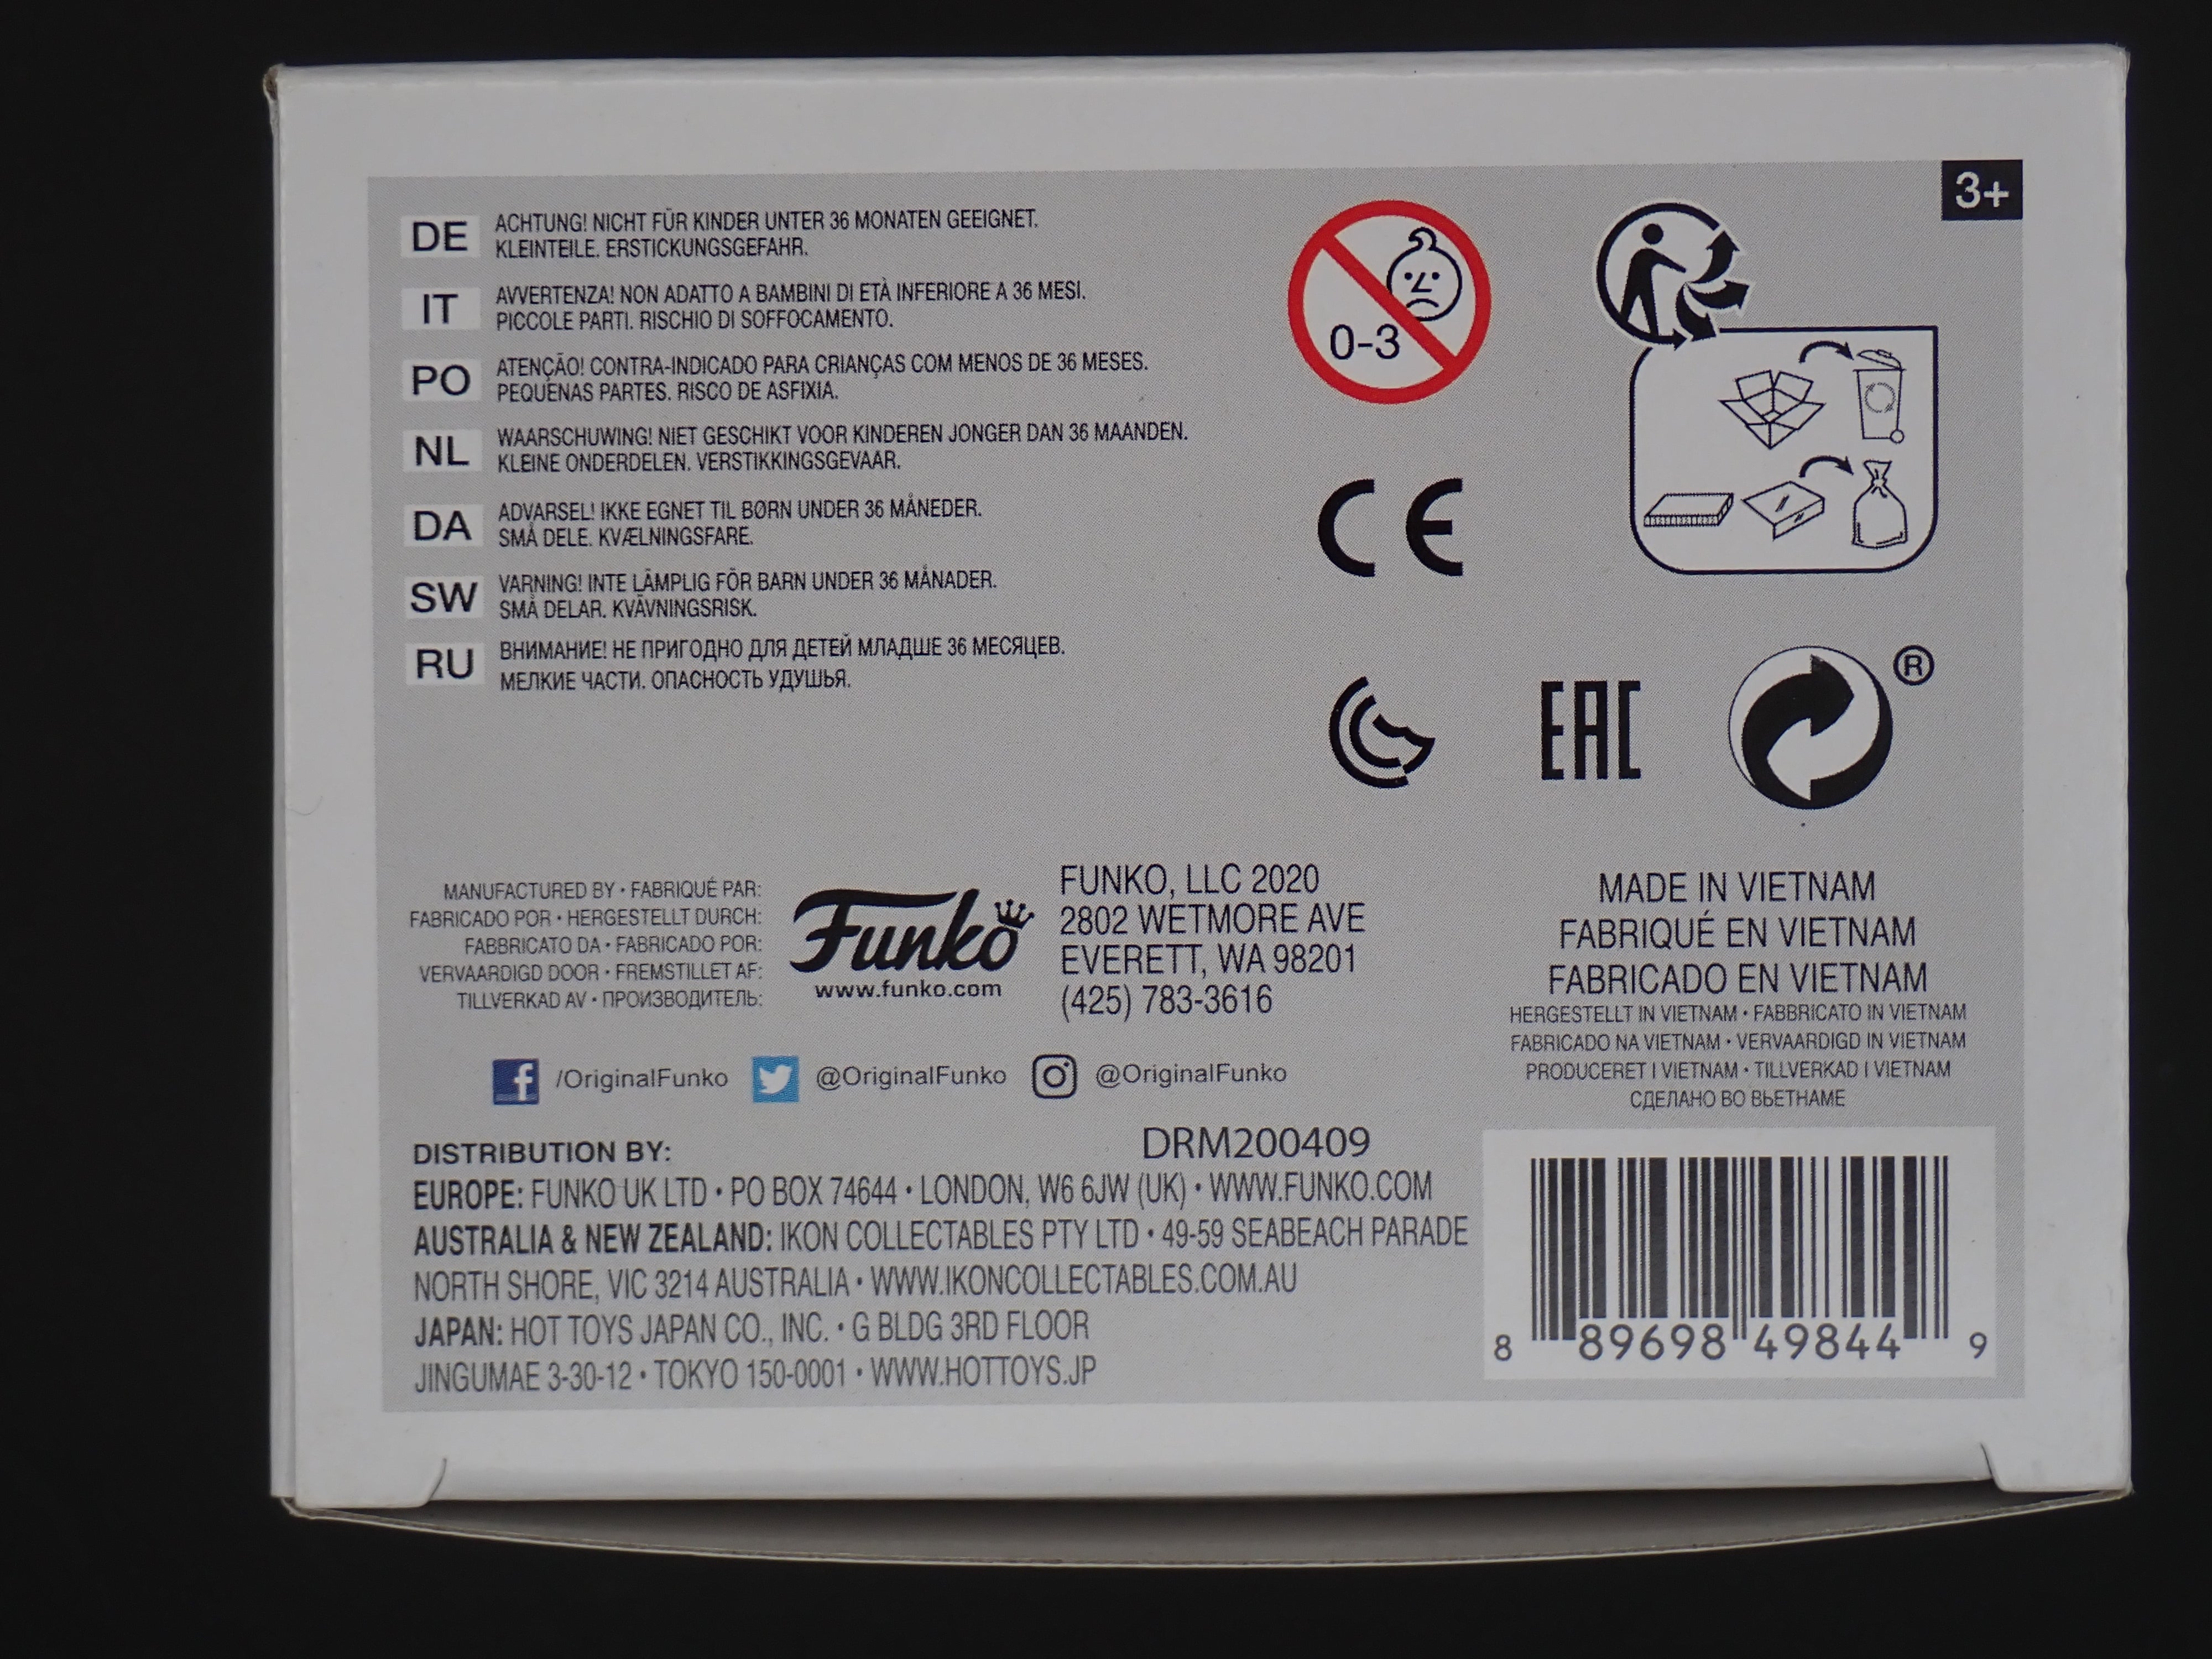 3+
DE
ACHTUNG! NICHT FÜR KINDER UNTER 36 MONATEN GEEIGNET.
KLEINTEILE. ERSTICKUNGSGEFAHR.
IT
AVVERTENZA! NON ADATTO A BAMBINI DI ETÀ INFERIORE A 36 MESI.
PICCOLE PARTI. RISCHIO DI SOFFOCAMENTO.
PO
ATENÇÃO! CONTRA-INDICADO PARA CRIANÇAS COM MENOS DE 36 MESES.
PEQUENAS PARTES. RISCO DE ASFIXIA.
NL
WAARSCHUWING! NIET GESCHIKT VOOR KINDEREN JONGER DAN 36 MAANDEN.
KLEINE ONDERDELEN. VERSTIKKINGSGEVAAR.
DA
ADVARSEL! IKKE EGNET TIL BØRN UNDER 36 MÅNEDER.
SMÅ DELE. KVÆLNINGSFARE.
SW
VARNING! INTE LÄMPLIG FÖR BARN UNDER 36 MÅNADER.
SMÅ DELAR. KVÄVNINGSRISK.
RU
ВНИМАНИЕ! НЕ ПРИГОДНО ДЛЯ ДЕТЕЙ МЛАДШЕ 36 МЕСЯЦЕВ.
МЕЛКИЕ ЧАСТИ. ОПАСНОСТЬ УДУШЬЯ.
0-3
CE
EAC
®
MANUFACTURED BY • FABRIQUÉ PAR:
FABRICADO POR • HERGESTELLT DURCH:
FABBRICATO DA • FABRICADO POR:
VERVAARDIGD DOOR • FREMSTILLET AF:
TILLVERKAD AV • ПРОИЗВОДИТЕЛЬ:
Funko
www.funko.com
FUNKO, LLC 2020
2802 WETMORE AVE
EVERETT, WA 98201
(425) 783-3616
MADE IN VIETNAM
FABRIQUÉ EN VIETNAM
FABRICADO EN VIETNAM
HERGESTELLT IN VIETNAM • FABBRICATO IN VIETNAM
FABRICADO NA VIETNAM • VERVAARDIGD IN VIETNAM
PRODUCERET I VIETNAM • TILLVERKAD I VIETNAM
СДЕЛАНО ВО ВЬЕТНАМЕ
/OriginalFunko @OriginalFunko @OriginalFunko
DRM200409
DISTRIBUTION BY:
EUROPE: FUNKO UK LTD • PO BOX 74644 • LONDON, W6 6JW (UK) • WWW.FUNKO.COM
AUSTRALIA & NEW ZEALAND: IKON COLLECTABLES PTY LTD • 49-59 SEABEACH PARADE
NORTH SHORE, VIC 3214 AUSTRALIA • WWW.IKONCOLLECTABLES.COM.AU
JAPAN: HOT TOYS JAPAN CO., INC. • G BLDG 3RD FLOOR
JINGUMAE 3-30-12 • TOKYO 150-0001 • WWW.HOTTOYS.JP
8 89698 49844 9